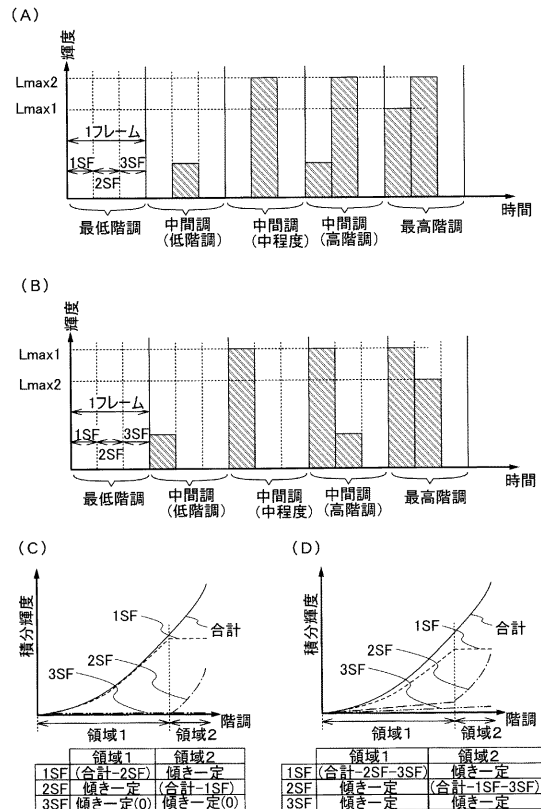 (A)
輝度
Lmax2
Lmax1
1フレーム
1SF 3SF
2SF
時間
最低階調
中間調
(低階調)
中間調
(中程度)
中間調
(高階調)
最高階調
(B)
輝度
Lmax1
Lmax2
1フレーム
1SF 3SF
2SF
時間
最低階調
中間調
(低階調)
中間調
(中程度)
中間調
(高階調)
最高階調
(C)
積分輝度
1SF
合計
2SF
3SF
階調
領域1 領域2
領域1 領域2
1SF (合計-2SF) 傾き一定
2SF 傾き一定 (合計-1SF)
3SF 傾き一定(0) 傾き一定(0)
(D)
積分輝度
1SF
合計
2SF
3SF
階調
領域1 領域2
領域1 領域2
1SF (合計-2SF-3SF) 傾き一定
2SF 傾き一定 (合計-1SF-3SF)
3SF 傾き一定 傾き一定